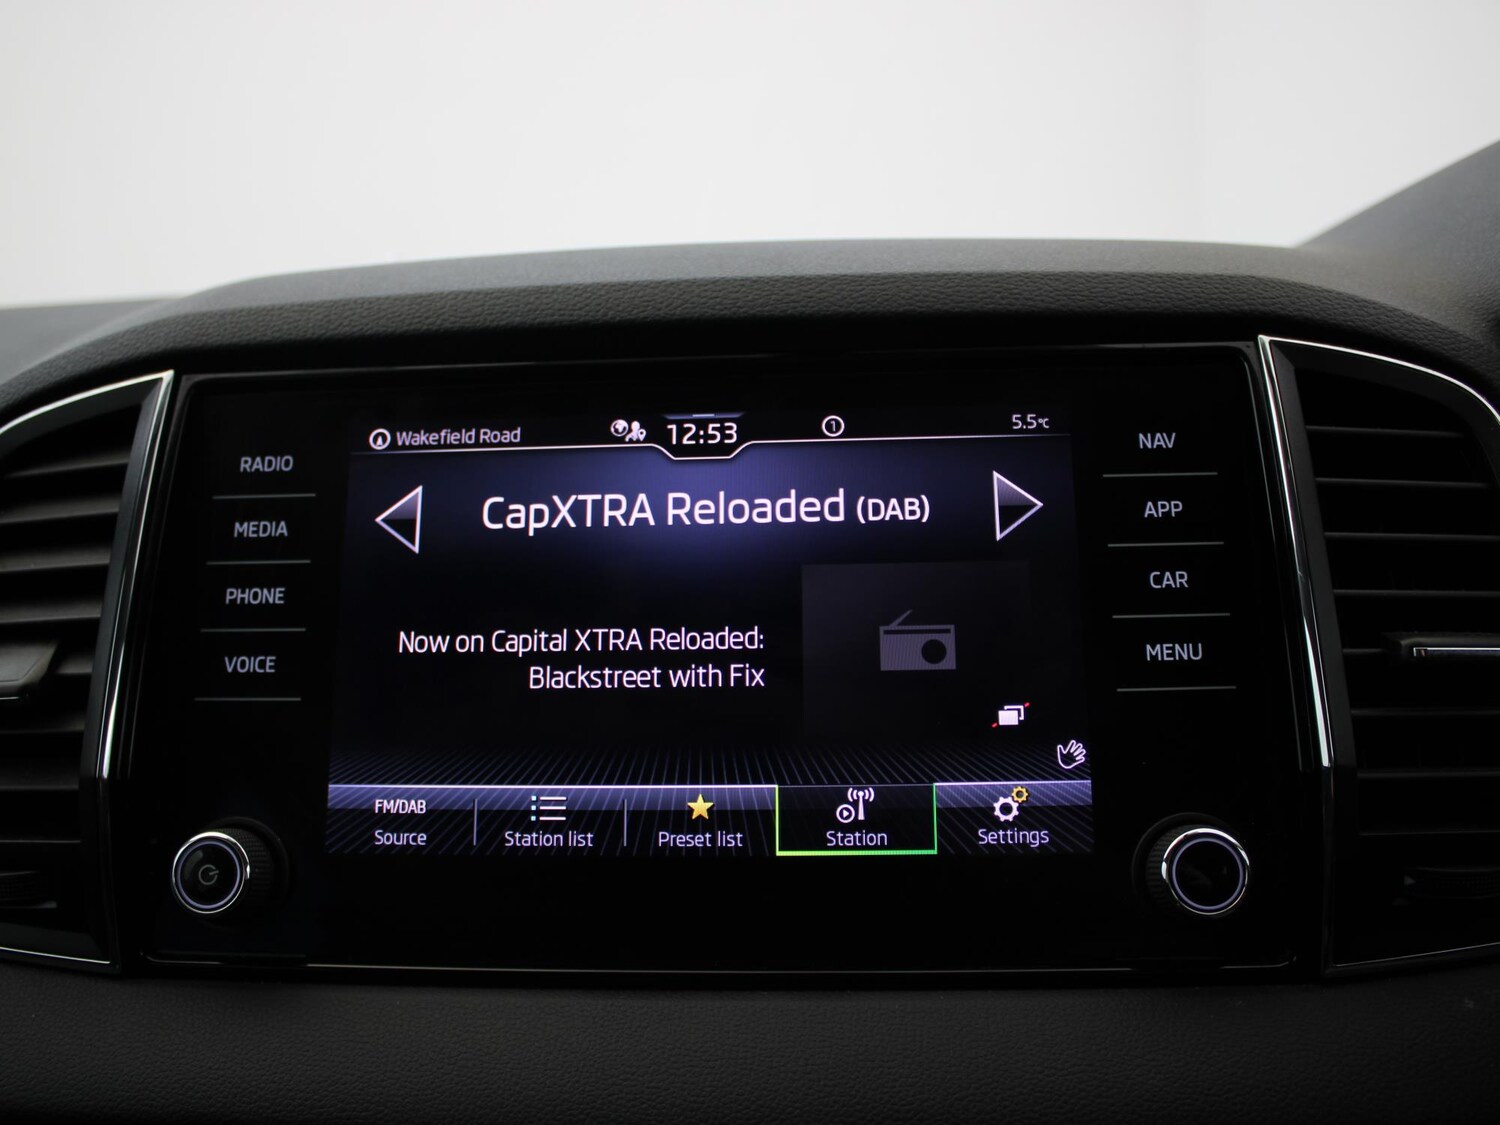 Wakefield Road
12:53
1
5.5°C
RADIO
MEDIA
PHONE
VOICE
CapXTRA Reloaded (DAB)
Now on Capital XTRA Reloaded:
Blackstreet with Fix
NAV
APP
CAR
MENU
FM/DAB
Source
Station list
Preset list
Station
Settings